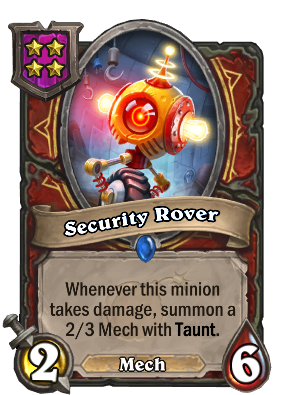 Security Rover
Whenever this minion
takes damage, summon a
2/3 Mech with Taunt.
2
Mech
6